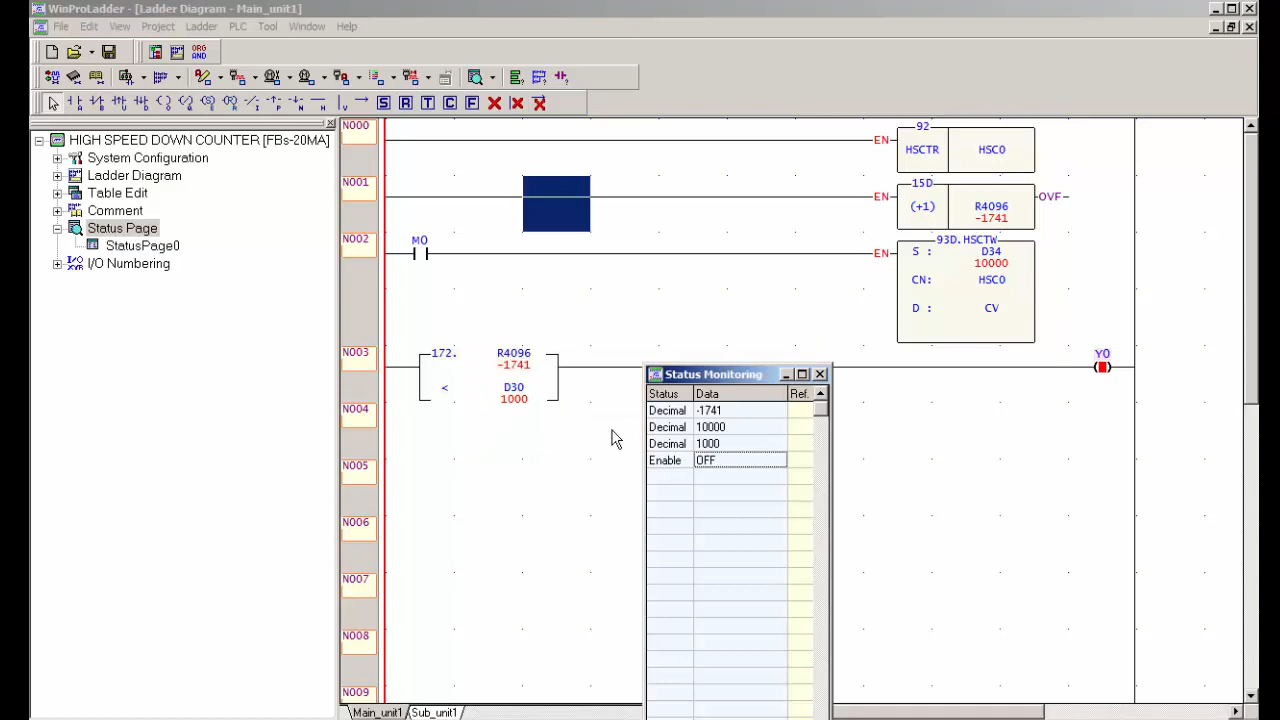 WinProLadder - [Ladder Diagram - Main_unit1]
File Edit View Project Ladder PLC Tool Window Help
ORG
AND
A B U D S R P N H V S R T C F
HIGH SPEED DOWN COUNTER [FBs-20MA]
System Configuration
Ladder Diagram
Table Edit
Comment
Status Page
StatusPage0
I/O Numbering
N000
EN
92
HSCTR
HSC0
N001
EN
15D
(+1)
R4096
-1741
OVF
N002
M0
EN
93D.HSCTW
S :
D34
10000
CN:
HSC0
D :
CV
N003
172.
R4096
-1741
<
D30
1000
Y0
N004
N005
N006
N007
N008
N009
Status Monitoring
Status Data Ref.
Decimal -1741
Decimal 10000
Decimal 1000
Enable OFF
Main_unit1 Sub_unit1